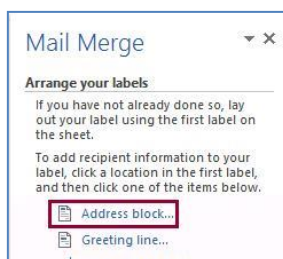 Mail Merge
Arrange your labels
If you have not already done so, lay
out your label using the first label on
the sheet.
To add recipient information to your
label, click a location in the first label,
and then click one of the items below.
Address block...
Greeting line...